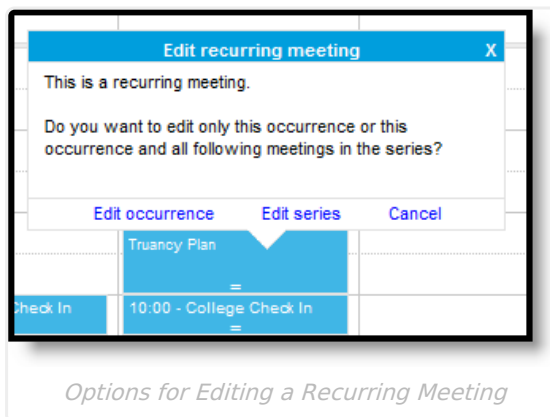 Edit recurring meeting X
This is a recurring meeting.
Do you want to edit only this occurrence or this
occurrence and all following meetings in the series?
Edit occurrence Edit series Cancel
Truancy Plan
=
Check In 10:00 - College Check In
=
Options for Editing a Recurring Meeting